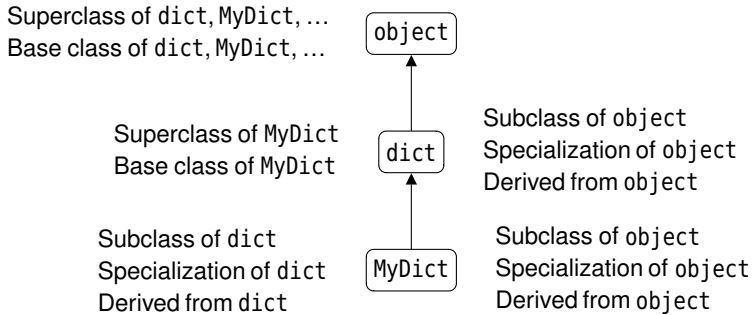 Superclass of dict, MyDict, …
Base class of dict, MyDict, …
object
Superclass of MyDict
Base class of MyDict
dict
Subclass of object
Specialization of object
Derived from object
Subclass of dict
Specialization of dict
Derived from dict
MyDict
Subclass of object
Specialization of object
Derived from object